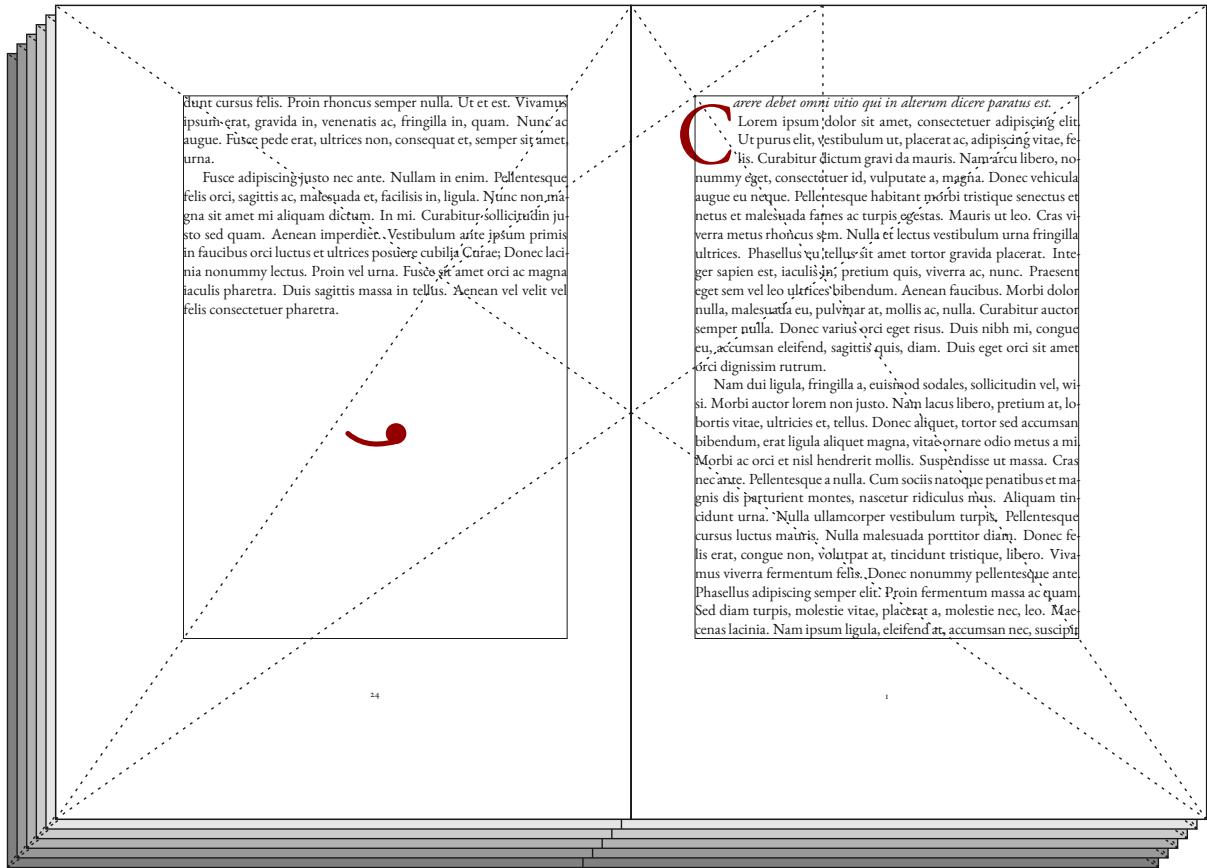 dunt cursus felis. Proin rhoncus semper nulla. Ut et est. Vivamus
ipsum erat, gravida in, venenatis ac, fringilla in, quam. Nunc ac
augue. Fusce pede erat, ultrices non, consequat et, semper sit amet,
urna.
Fusce adipiscing justo nec ante. Nullam in enim. Pellentesque
felis orci, sagittis ac, malesuada et, facilisis in, ligula. Nunc non ma-
gna sit amet mi aliquam dictum. In mi. Curabitur sollicitudin ju-
sto sed quam. Aenean imperdiet. Vestibulum ante ipsum primis
in faucibus orci luctus et ultrices posuere cubilia Curae; Donec laci-
nia nonummy lectus. Proin vel urna. Fusce sit amet orci ac magna
iaculis pharetra. Duis sagittis massa in tellus. Aenean vel velit vel
felis consectetuer pharetra.
24
Carere debet omni vitio qui in alterum dicere paratus est.
Lorem ipsum dolor sit amet, consectetuer adipiscing elit.
Ut purus elit, vestibulum ut, placerat ac, adipiscing vitae, fe-
lis. Curabitur dictum gravi da mauris. Nam arcu libero, no-
nummy eget, consectetuer id, vulputate a, magna. Donec vehicula
augue eu neque. Pellentesque habitant morbi tristique senectus et
netus et malesuada fames ac turpis egestas. Mauris ut leo. Cras vi-
verra metus rhoncus sem. Nulla et lectus vestibulum urna fringilla
ultrices. Phasellus eu tellus sit amet tortor gravida placerat. Inte-
ger sapien est, iaculis in, pretium quis, viverra ac, nunc. Praesent
eget sem vel leo ultrices bibendum. Aenean faucibus. Morbi dolor
nulla, malesuada eu, pulvinar at, mollis ac, nulla. Curabitur auctor
semper nulla. Donec varius orci eget risus. Duis nibh mi, congue
eu, accumsan eleifend, sagittis quis, diam. Duis eget orci sit amet
orci dignissim rutrum.
Nam dui ligula, fringilla a, euismod sodales, sollicitudin vel, wi-
si. Morbi auctor lorem non justo. Nam lacus libero, pretium at, lo-
bortis vitae, ultricies et, tellus. Donec aliquet, tortor sed accumsan
bibendum, erat ligula aliquet magna, vitae ornare odio metus a mi.
Morbi ac orci et nisl hendrerit mollis. Suspendisse ut massa. Cras
nec ante. Pellentesque a nulla. Cum sociis natoque penatibus et ma-
gnis dis parturient montes, nascetur ridiculus mus. Aliquam tin-
cidunt urna. Nulla ullamcorper vestibulum turpis. Pellentesque
cursus luctus mauris. Nulla malesuada porttitor diam. Donec fe-
lis erat, congue non, volutpat at, tincidunt tristique, libero. Viva-
mus viverra fermentum felis. Donec nonummy pellentesque ante.
Phasellus adipiscing semper elit. Proin fermentum massa ac quam.
Sed diam turpis, molestie vitae, placerat a, molestie nec, leo. Mae-
cenas lacinia. Nam ipsum ligula, eleifend at, accumsan nec, suscipit
1